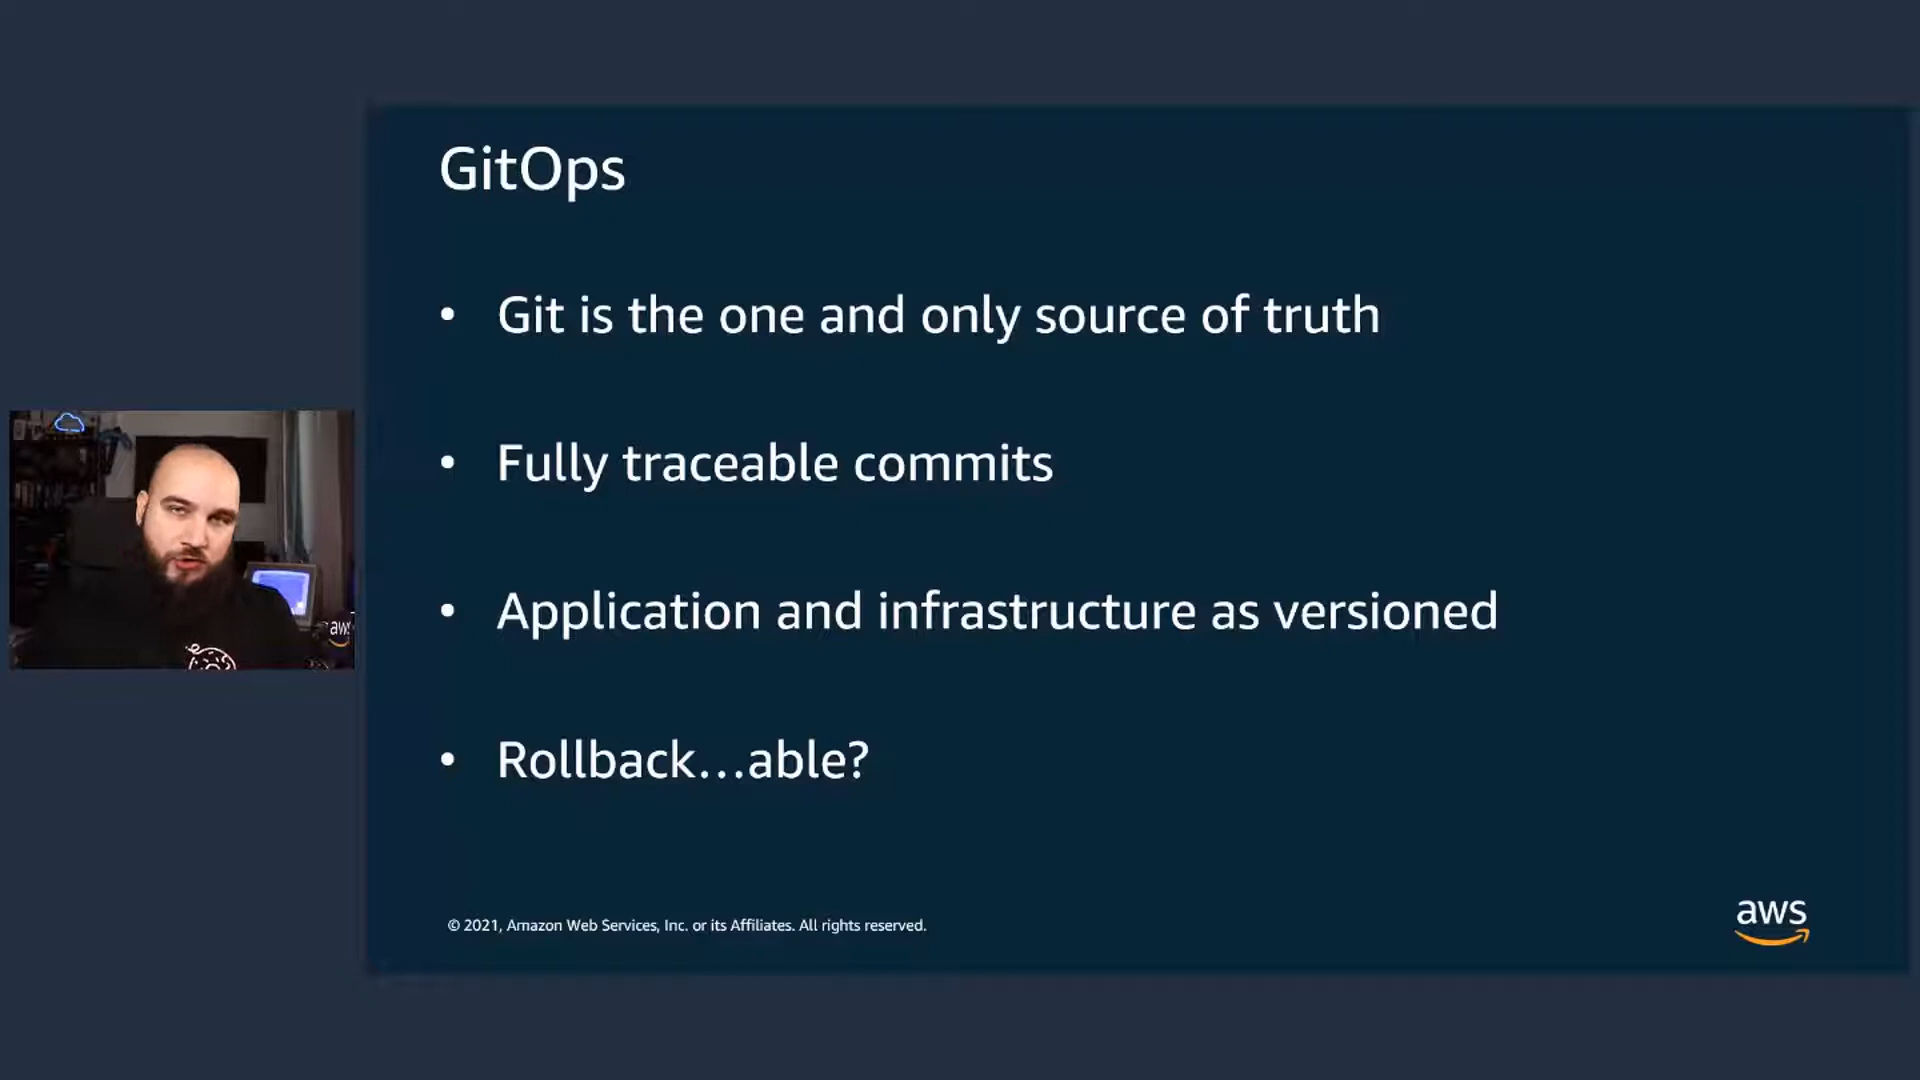 GitOps
• Git is the one and only source of truth
• Fully traceable commits
• Application and infrastructure as versioned
• Rollback...able?
aws
© 2021, Amazon Web Services, Inc. or its Affiliates. All rights reserved.
aws